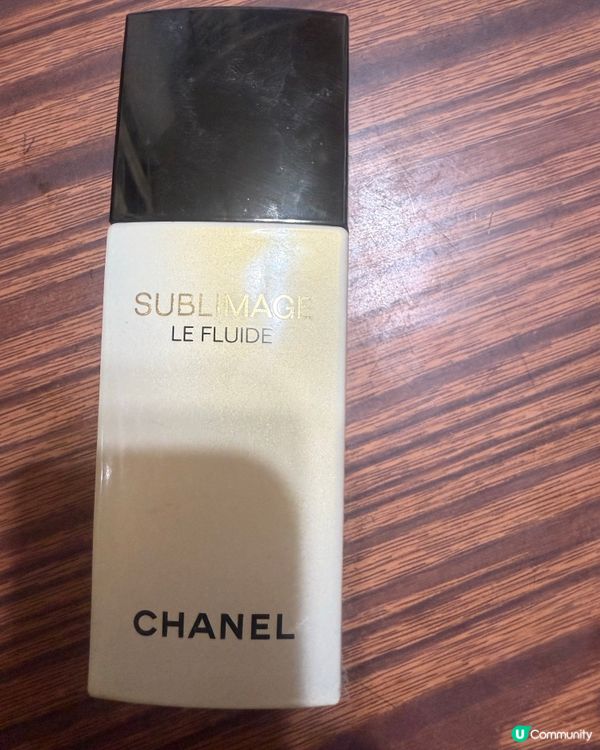 SUBLIMAGE
LE FLUIDE
CHANEL
U Community